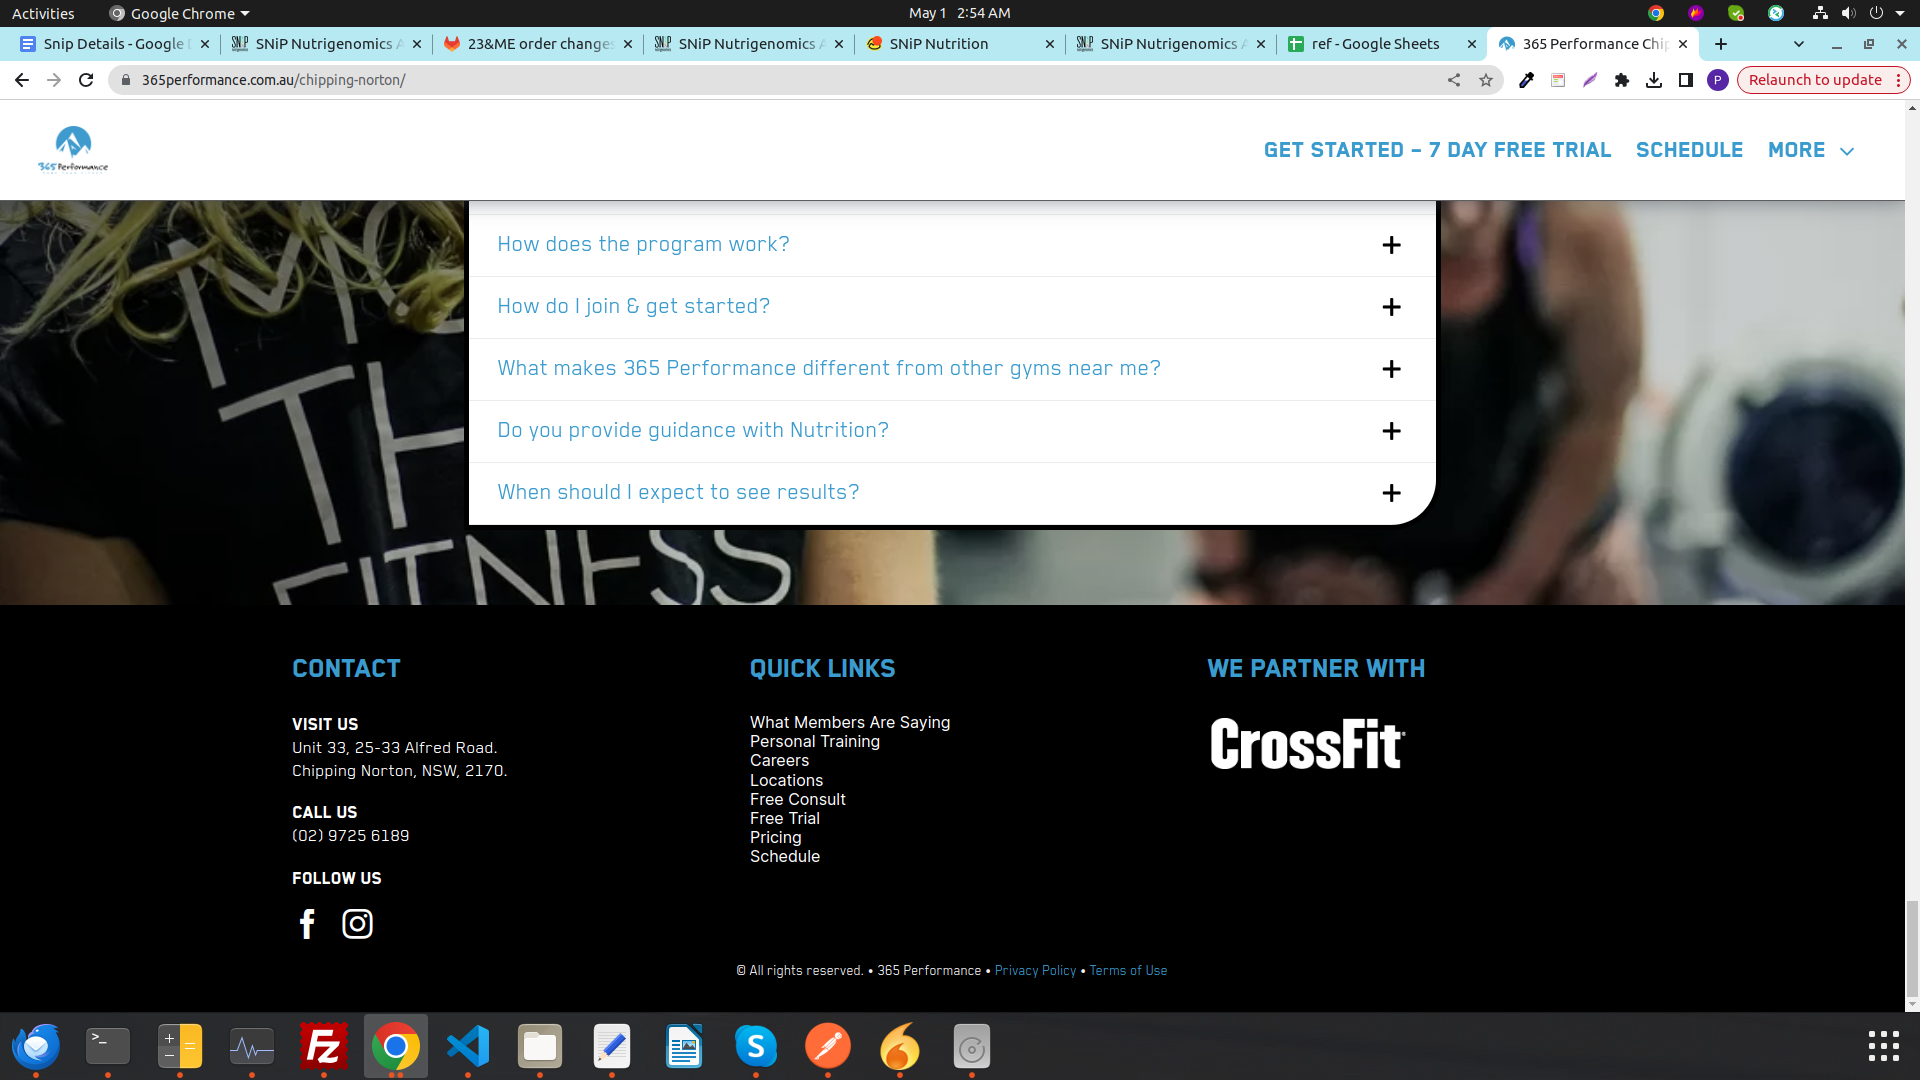 Activities
Google Chrome
May 1 2:54 AM
Snip Details - Google
SNiP Nutrigenomics
23&ME order changes
SNiP Nutrigenomics
SNiP Nutrition
SNiP Nutrigenomics
ref - Google Sheets
365 Performance Chip
365performance.com.au/chipping-norton/
P
Relaunch to update
365 Performance
GET STARTED – 7 DAY FREE TRIAL
SCHEDULE
MORE
How does the program work?
How do I join & get started?
What makes 365 Performance different from other gyms near me?
Do you provide guidance with Nutrition?
When should I expect to see results?
TH
FITNESS
CONTACT
VISIT US
Unit 33, 25-33 Alfred Road.
Chipping Norton, NSW, 2170.
CALL US
(02) 9725 6189
FOLLOW US
QUICK LINKS
What Members Are Saying
Personal Training
Careers
Locations
Free Consult
Free Trial
Pricing
Schedule
WE PARTNER WITH
CrossFit
© All rights reserved. • 365 Performance • Privacy Policy • Terms of Use